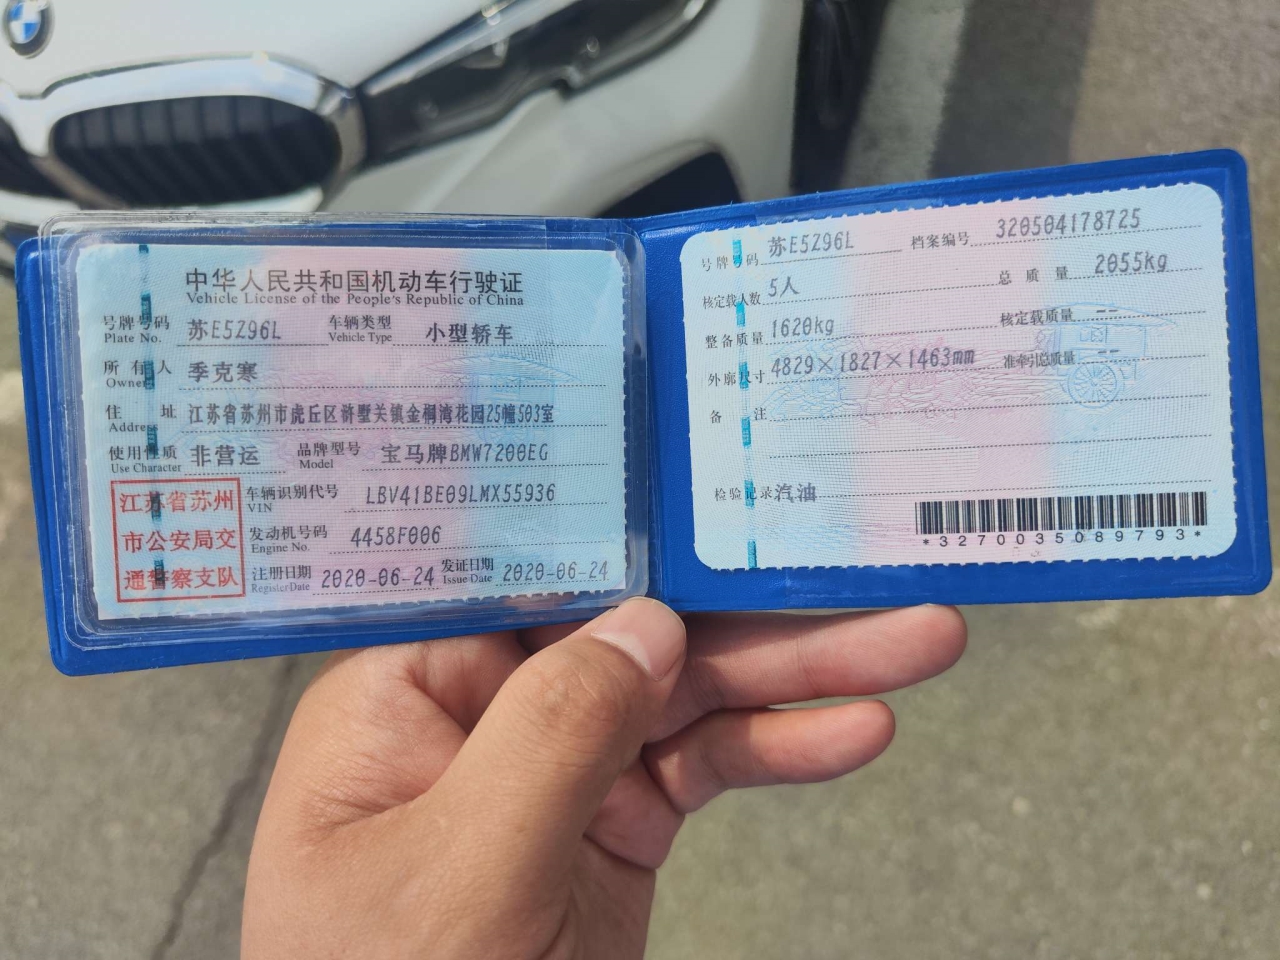 中华人民共和国机动车行驶证
Vehicle License of the People's Republic of China
号牌号码 苏E5Z96L 车辆类型 小型轿车
Plate No. Vehicle Type
所有人 季克寒
Owner
住址 江苏省苏州市虎丘区浒墅关镇金桐湾花园25幢503室
Address
使用性质 非营运 品牌型号 宝马牌BMW7200EG
Use Character Model
江苏省苏州
市公安局交
通警察支队
车辆识别代号 LBV41BE09LMX55936
VIN
发动机号码 4458F006
Engine No.
注册日期 2020-06-24 发证日期 2020-06-24
Register Date Issue Date
号牌号码 苏E5Z96L 档案编号 320504178725
核定载人数 5人 总质量 2055kg
整备质量 1620kg 核定载质量 --
外廓尺寸 4829×1827×1463mm 准牵引总质量 --
备注
检验记录 汽油
*3270035089793*